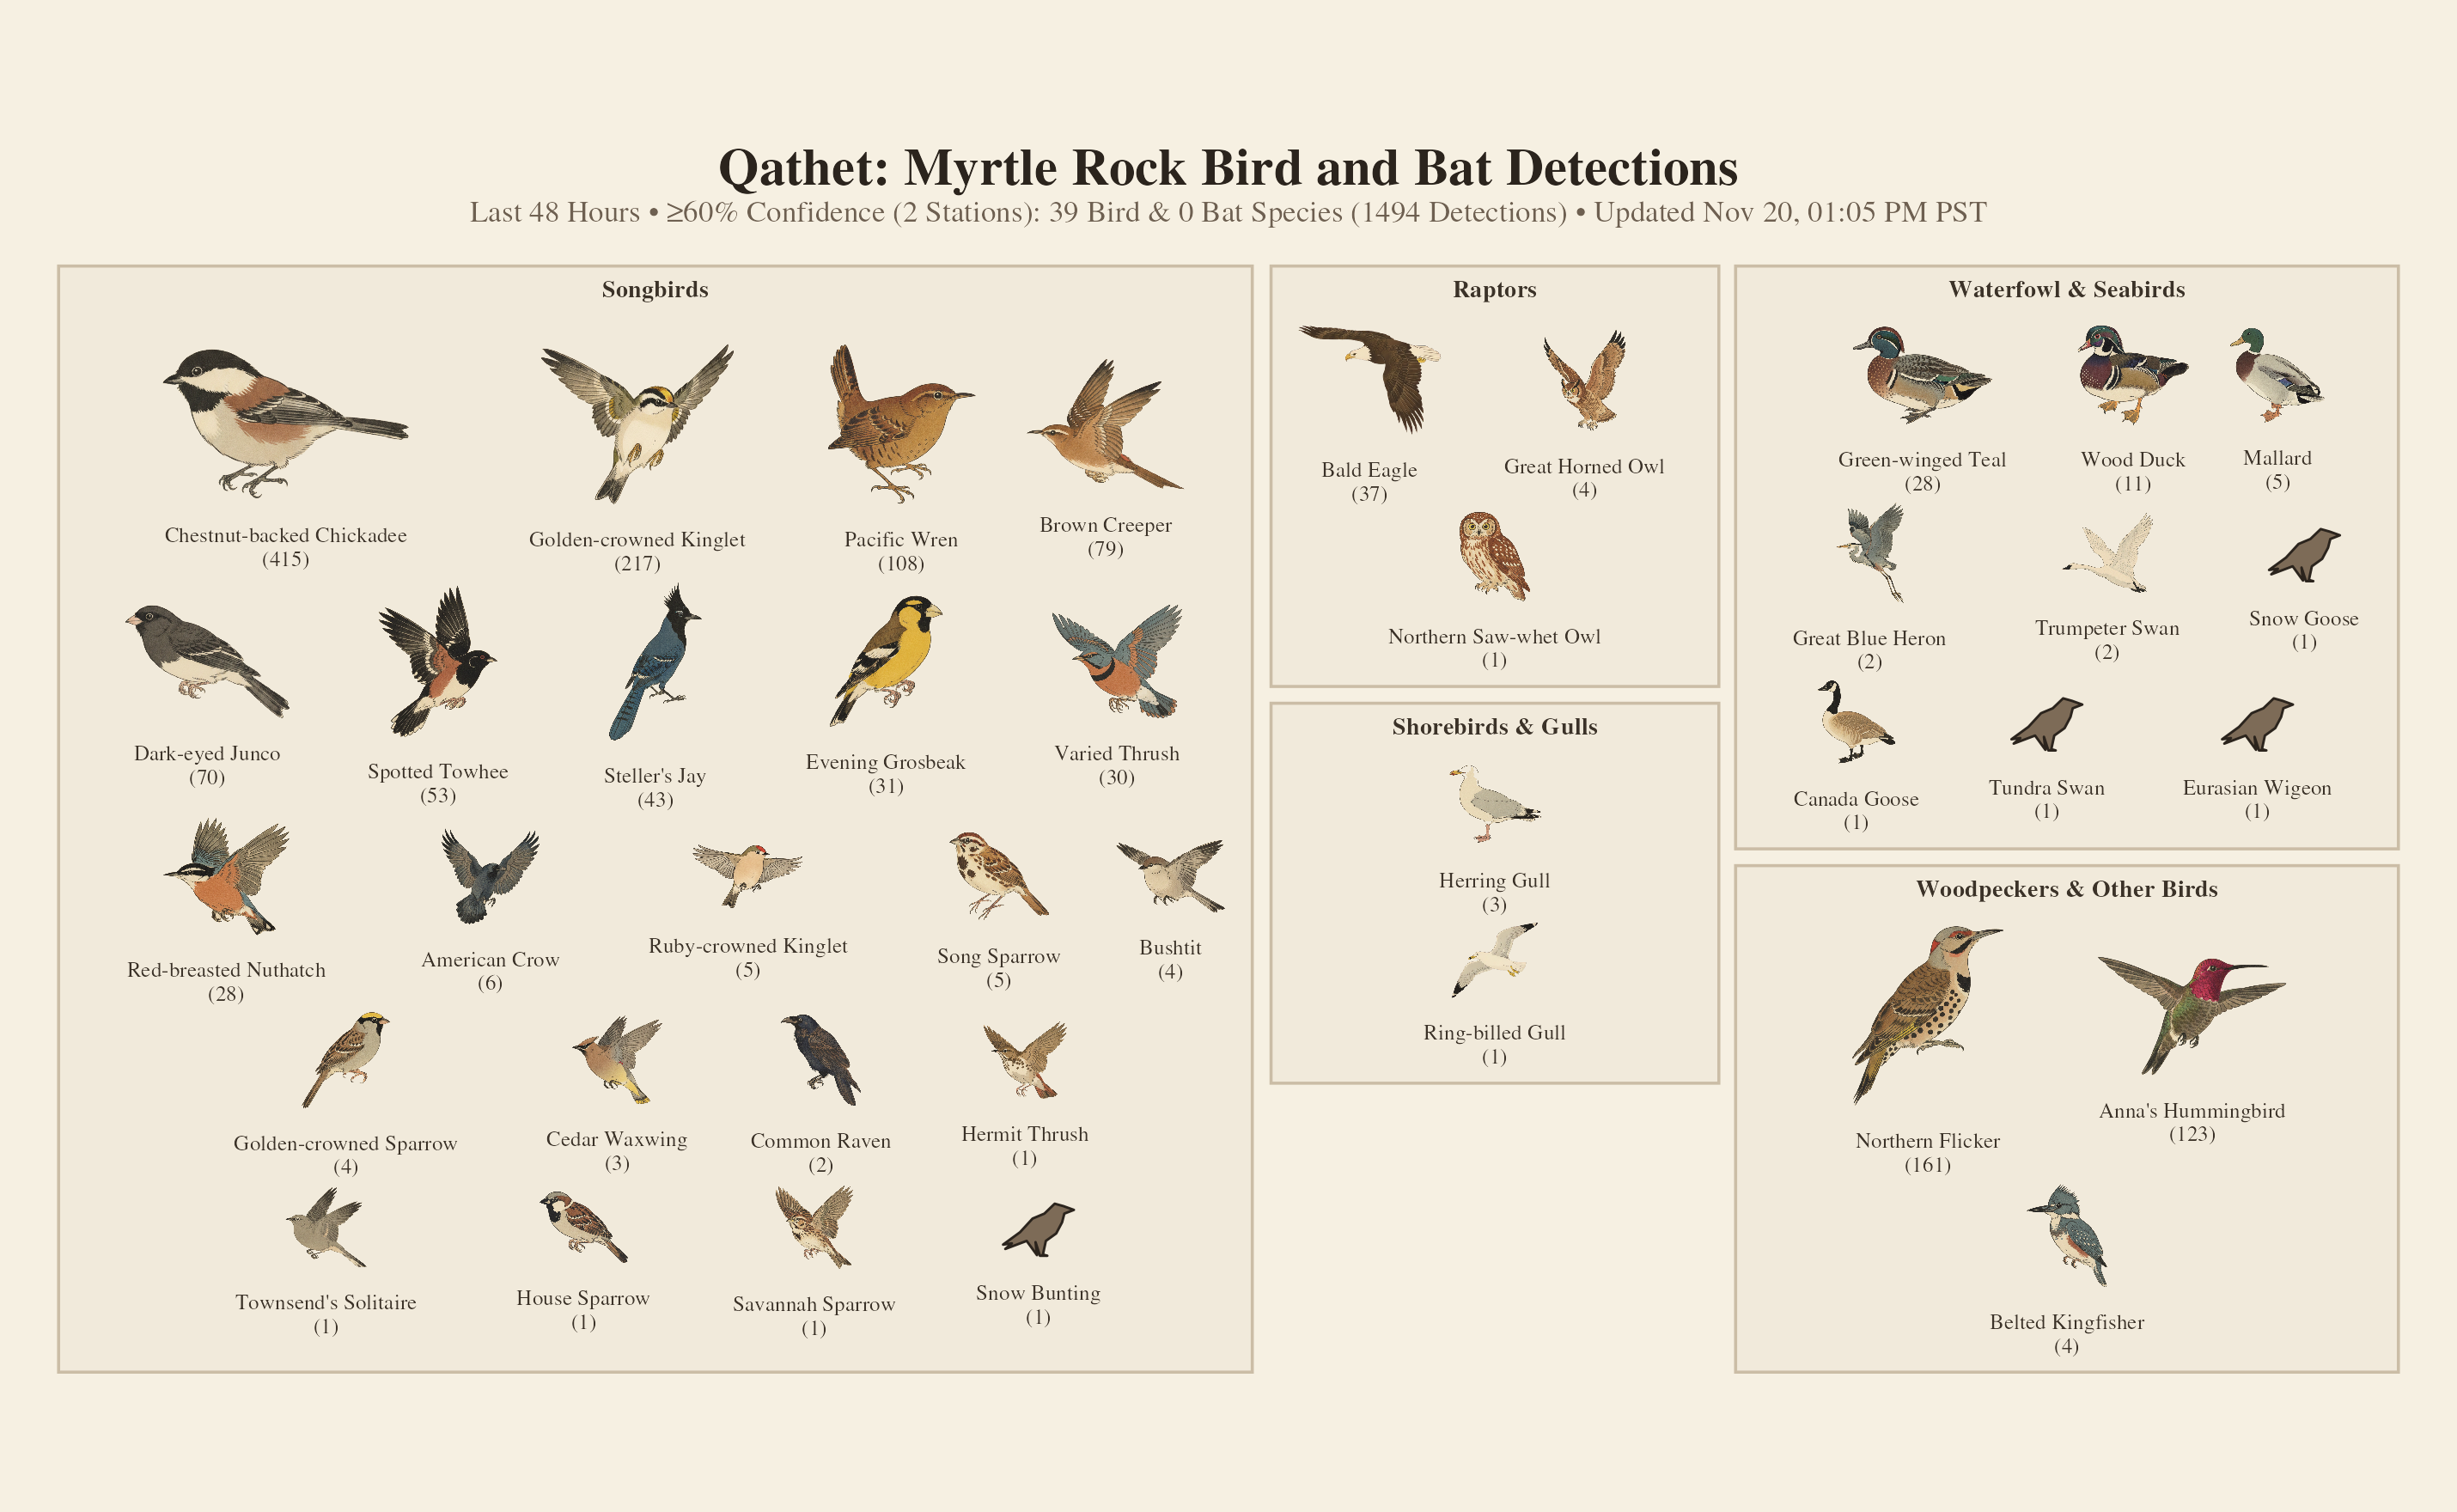 Qathet: Myrtle Rock Bird and Bat Detections
Last 48 Hours • ≥60% Confidence (2 Stations): 39 Bird & 0 Bat Species (1494 Detections) • Updated Nov 20, 01:05 PM PST
Songbirds
Chestnut-backed Chickadee
(415)
Golden-crowned Kinglet
(217)
Pacific Wren
(108)
Brown Creeper
(79)
Dark-eyed Junco
(70)
Spotted Towhee
(53)
Steller's Jay
(43)
Evening Grosbeak
(31)
Varied Thrush
(30)
Red-breasted Nuthatch
(28)
American Crow
(6)
Ruby-crowned Kinglet
(5)
Song Sparrow
(5)
Bushtit
(4)
Golden-crowned Sparrow
(4)
Cedar Waxwing
(3)
Common Raven
(2)
Hermit Thrush
(1)
Townsend's Solitaire
(1)
House Sparrow
(1)
Savannah Sparrow
(1)
Snow Bunting
(1)
Raptors
Bald Eagle
(37)
Great Horned Owl
(4)
Northern Saw-whet Owl
(1)
Shorebirds & Gulls
Herring Gull
(3)
Ring-billed Gull
(1)
Waterfowl & Seabirds
Green-winged Teal
(28)
Wood Duck
(11)
Mallard
(5)
Great Blue Heron
(2)
Trumpeter Swan
(2)
Snow Goose
(1)
Canada Goose
(1)
Tundra Swan
(1)
Eurasian Wigeon
(1)
Woodpeckers & Other Birds
Northern Flicker
(161)
Anna's Hummingbird
(123)
Belted Kingfisher
(4)